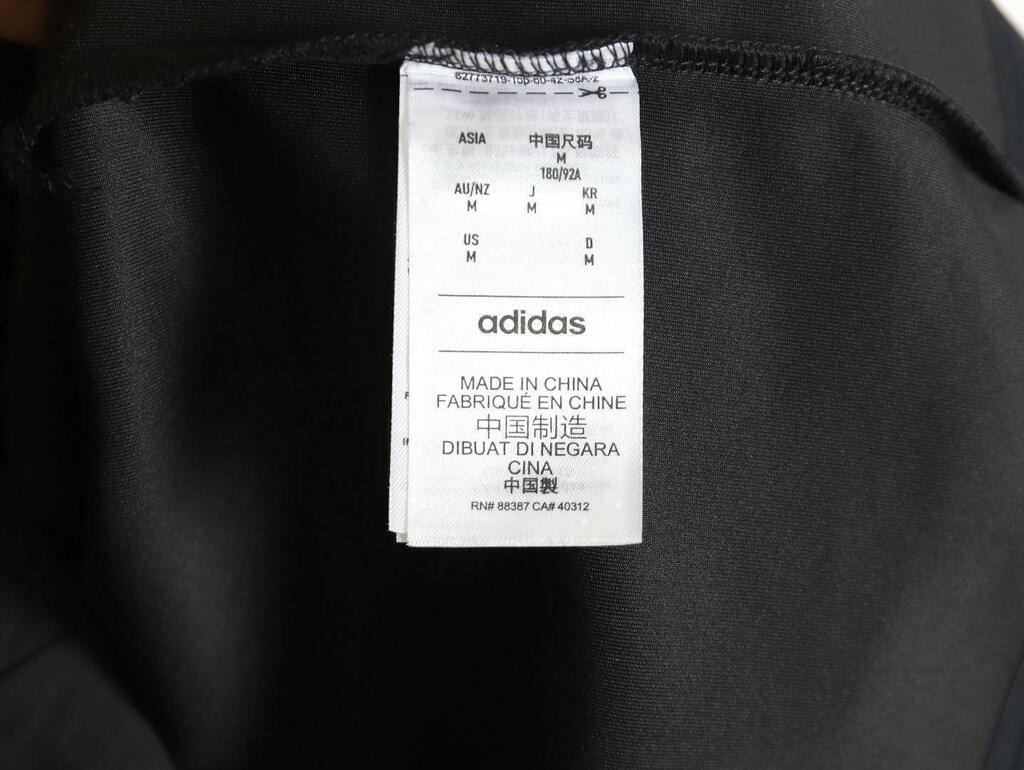 ASIA 中国尺码
M
180/92A
AU/NZ J KR
M M M
US D
M M
adidas
MADE IN CHINA
FABRIQUÉ EN CHINE
中国制造
DIBUAT DI NEGARA
CINA
中国製
RN# 88387 CA# 40312